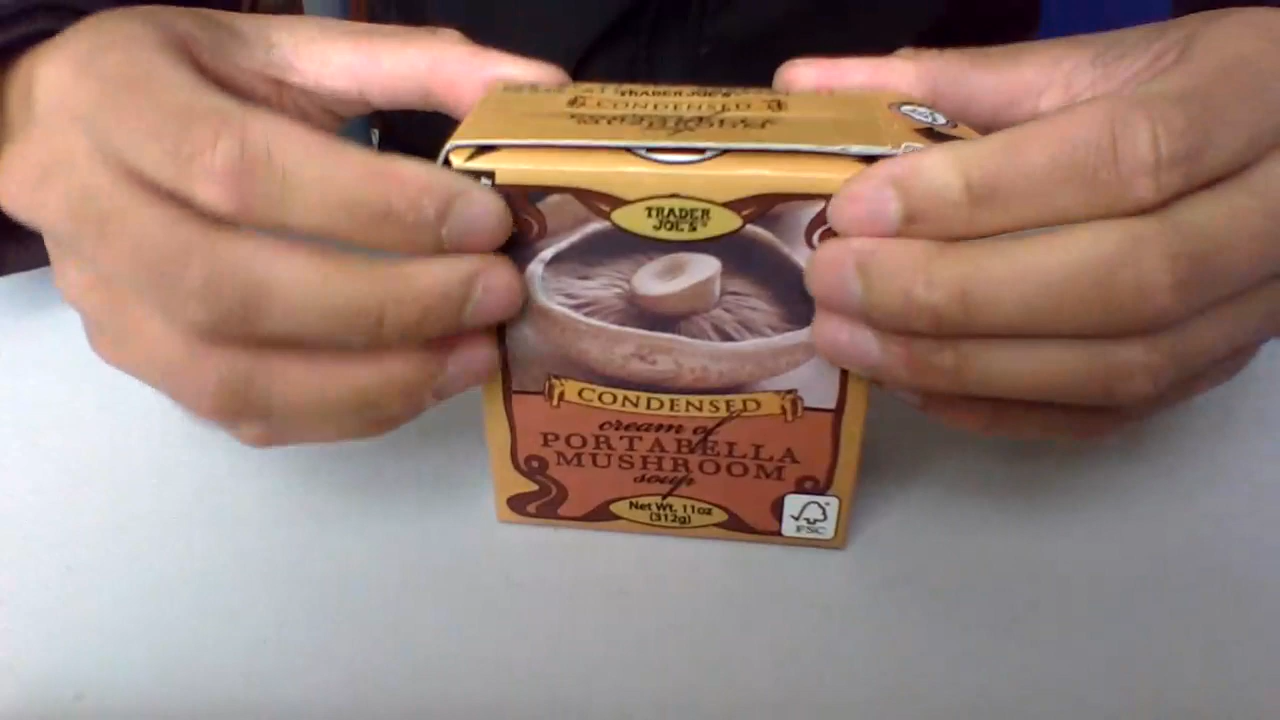 TRADER JOE'S
CONDENSED
TRADER
JOE'S
CONDENSED
cream of
PORTABELLA
MUSHROOM
soup
Net Wt. 11oz
(312g)
FSC